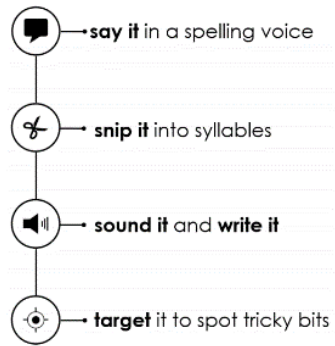 say it in a spelling voice
snip it into syllables
sound it and write it
target it to spot tricky bits